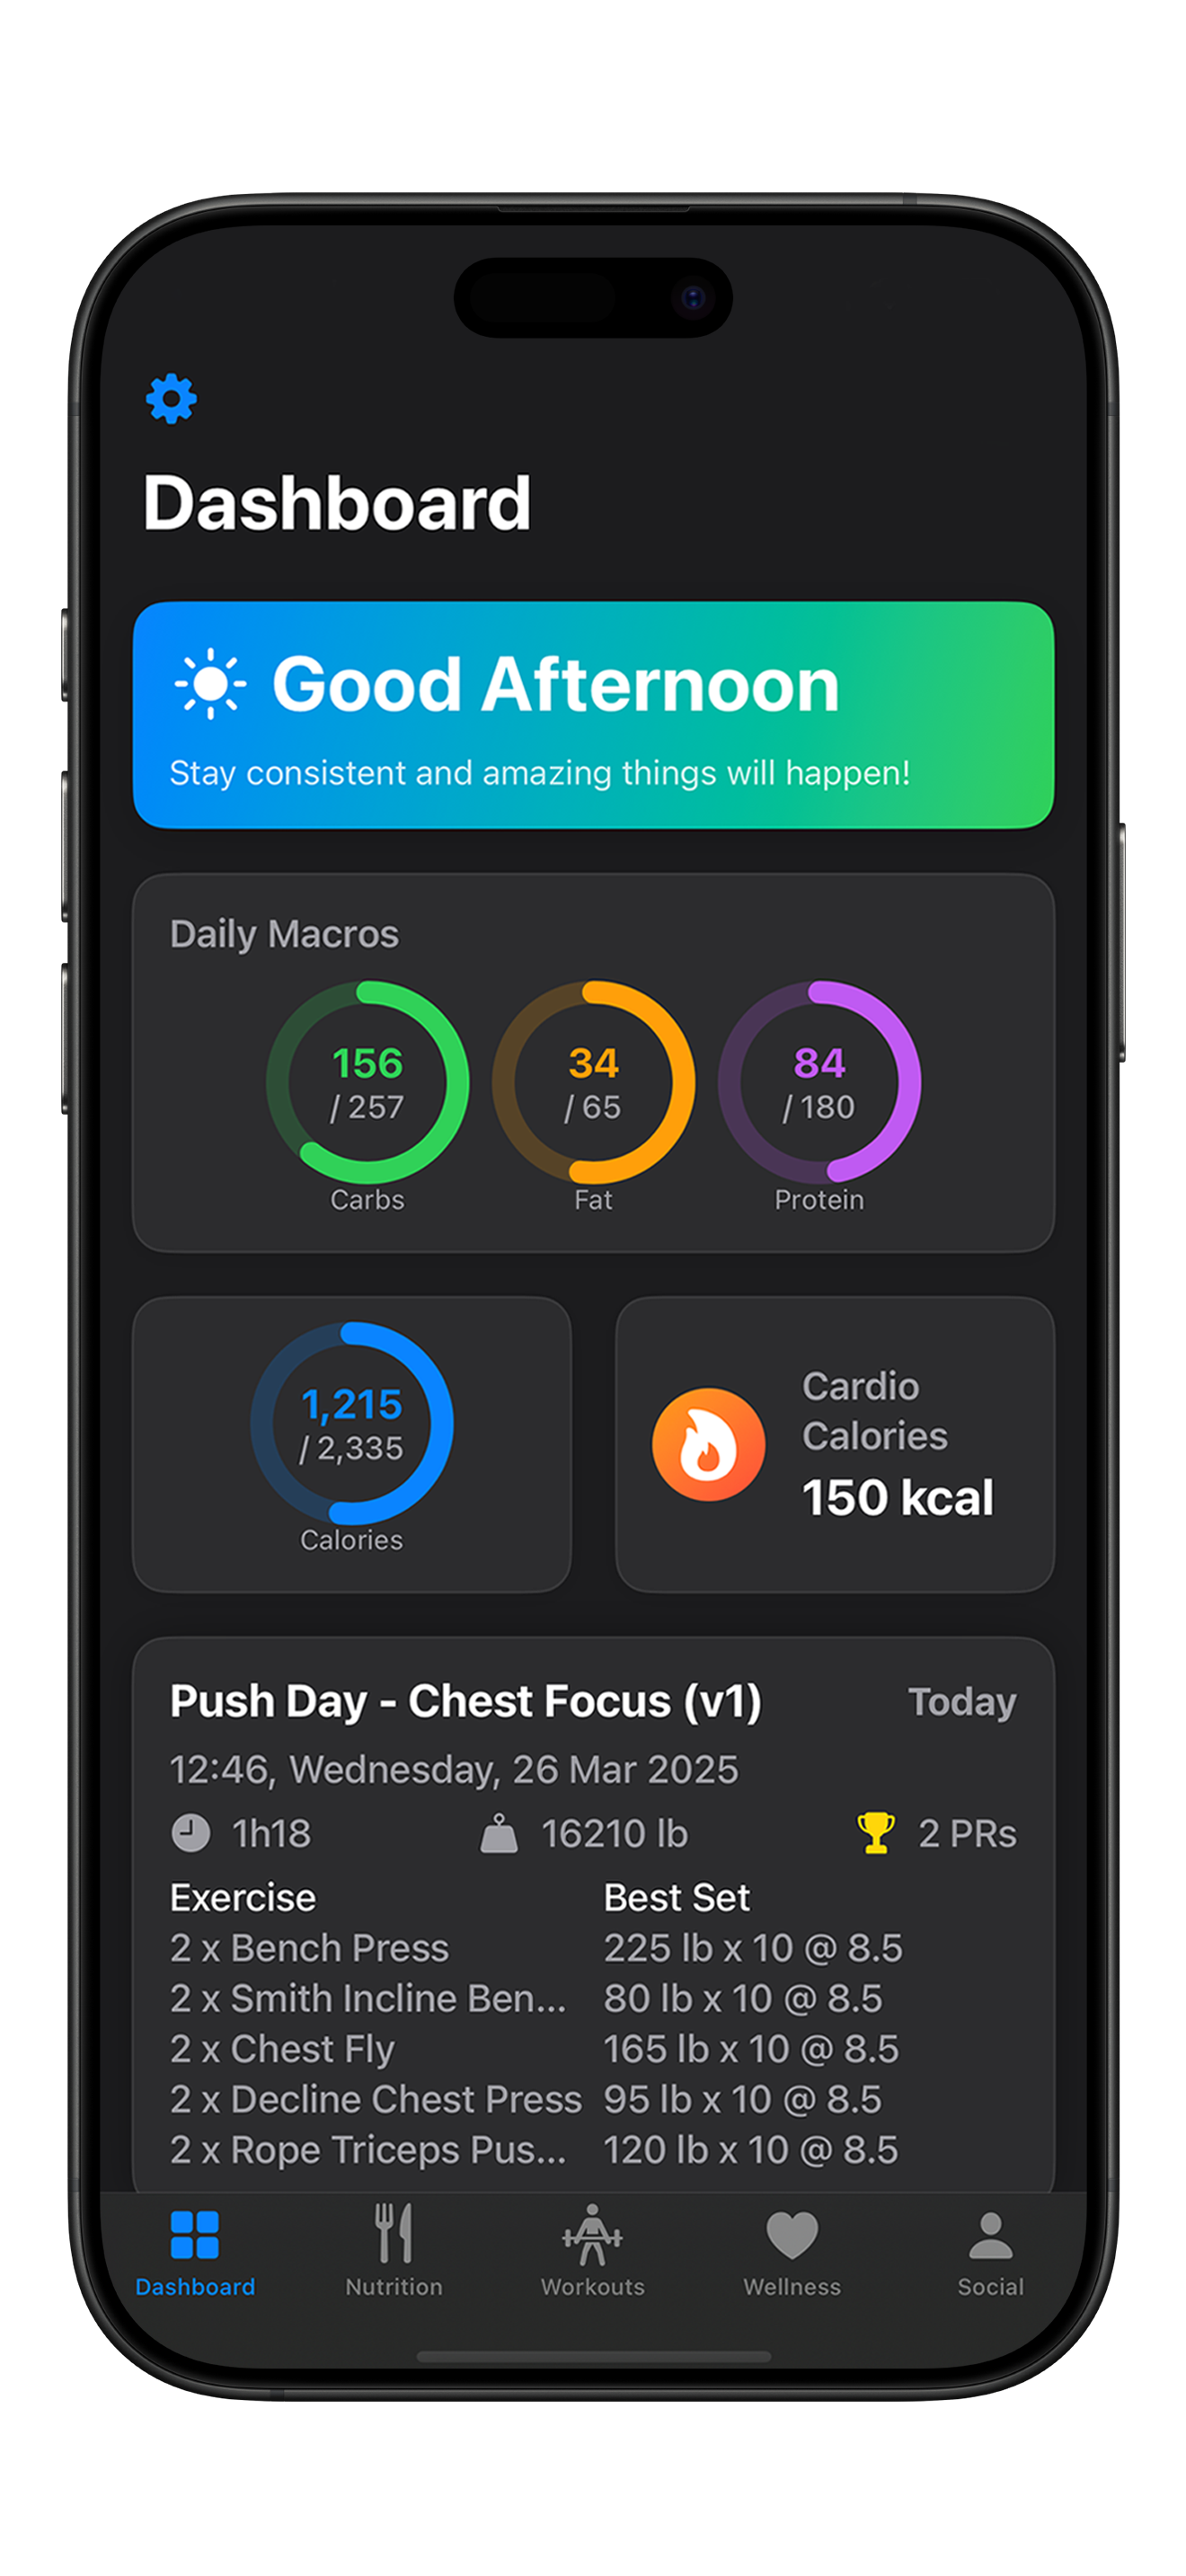 Dashboard
Good Afternoon
Stay consistent and amazing things will happen!
Daily Macros
156
/ 257
Carbs
34
/ 65
Fat
84
/ 180
Protein
1,215
/ 2,335
Calories
Cardio
Calories
150 kcal
Push Day - Chest Focus (v1) Today
12:46, Wednesday, 26 Mar 2025
1h18 16210 lb 2 PRs
Exercise Best Set
2 x Bench Press 225 lb x 10 @ 8.5
2 x Smith Incline Ben... 80 lb x 10 @ 8.5
2 x Chest Fly 165 lb x 10 @ 8.5
2 x Decline Chest Press 95 lb x 10 @ 8.5
2 x Rope Triceps Pus... 120 lb x 10 @ 8.5
Dashboard Nutrition Workouts Wellness Social